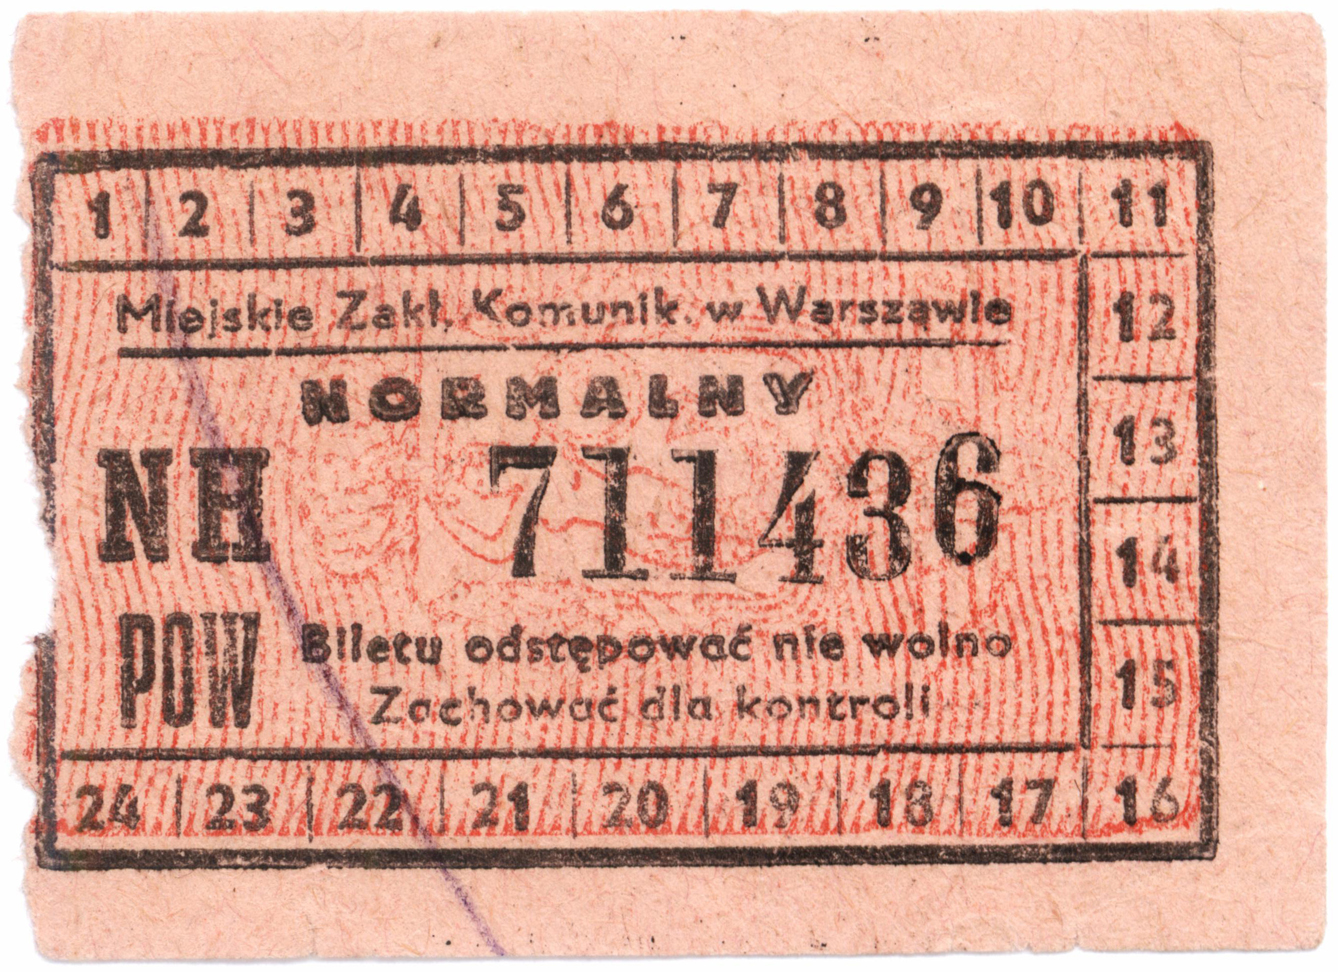 1 2 3 4 5 6 7 8 9 10 11
Miejskie Zakł. Komunik. w Warszawie
12
NORMALNY
13
NH 711436
14
POW Biletu odstępować nie wolno
Zachować dla kontroli
15
24 23 22 21 20 19 18 17 16